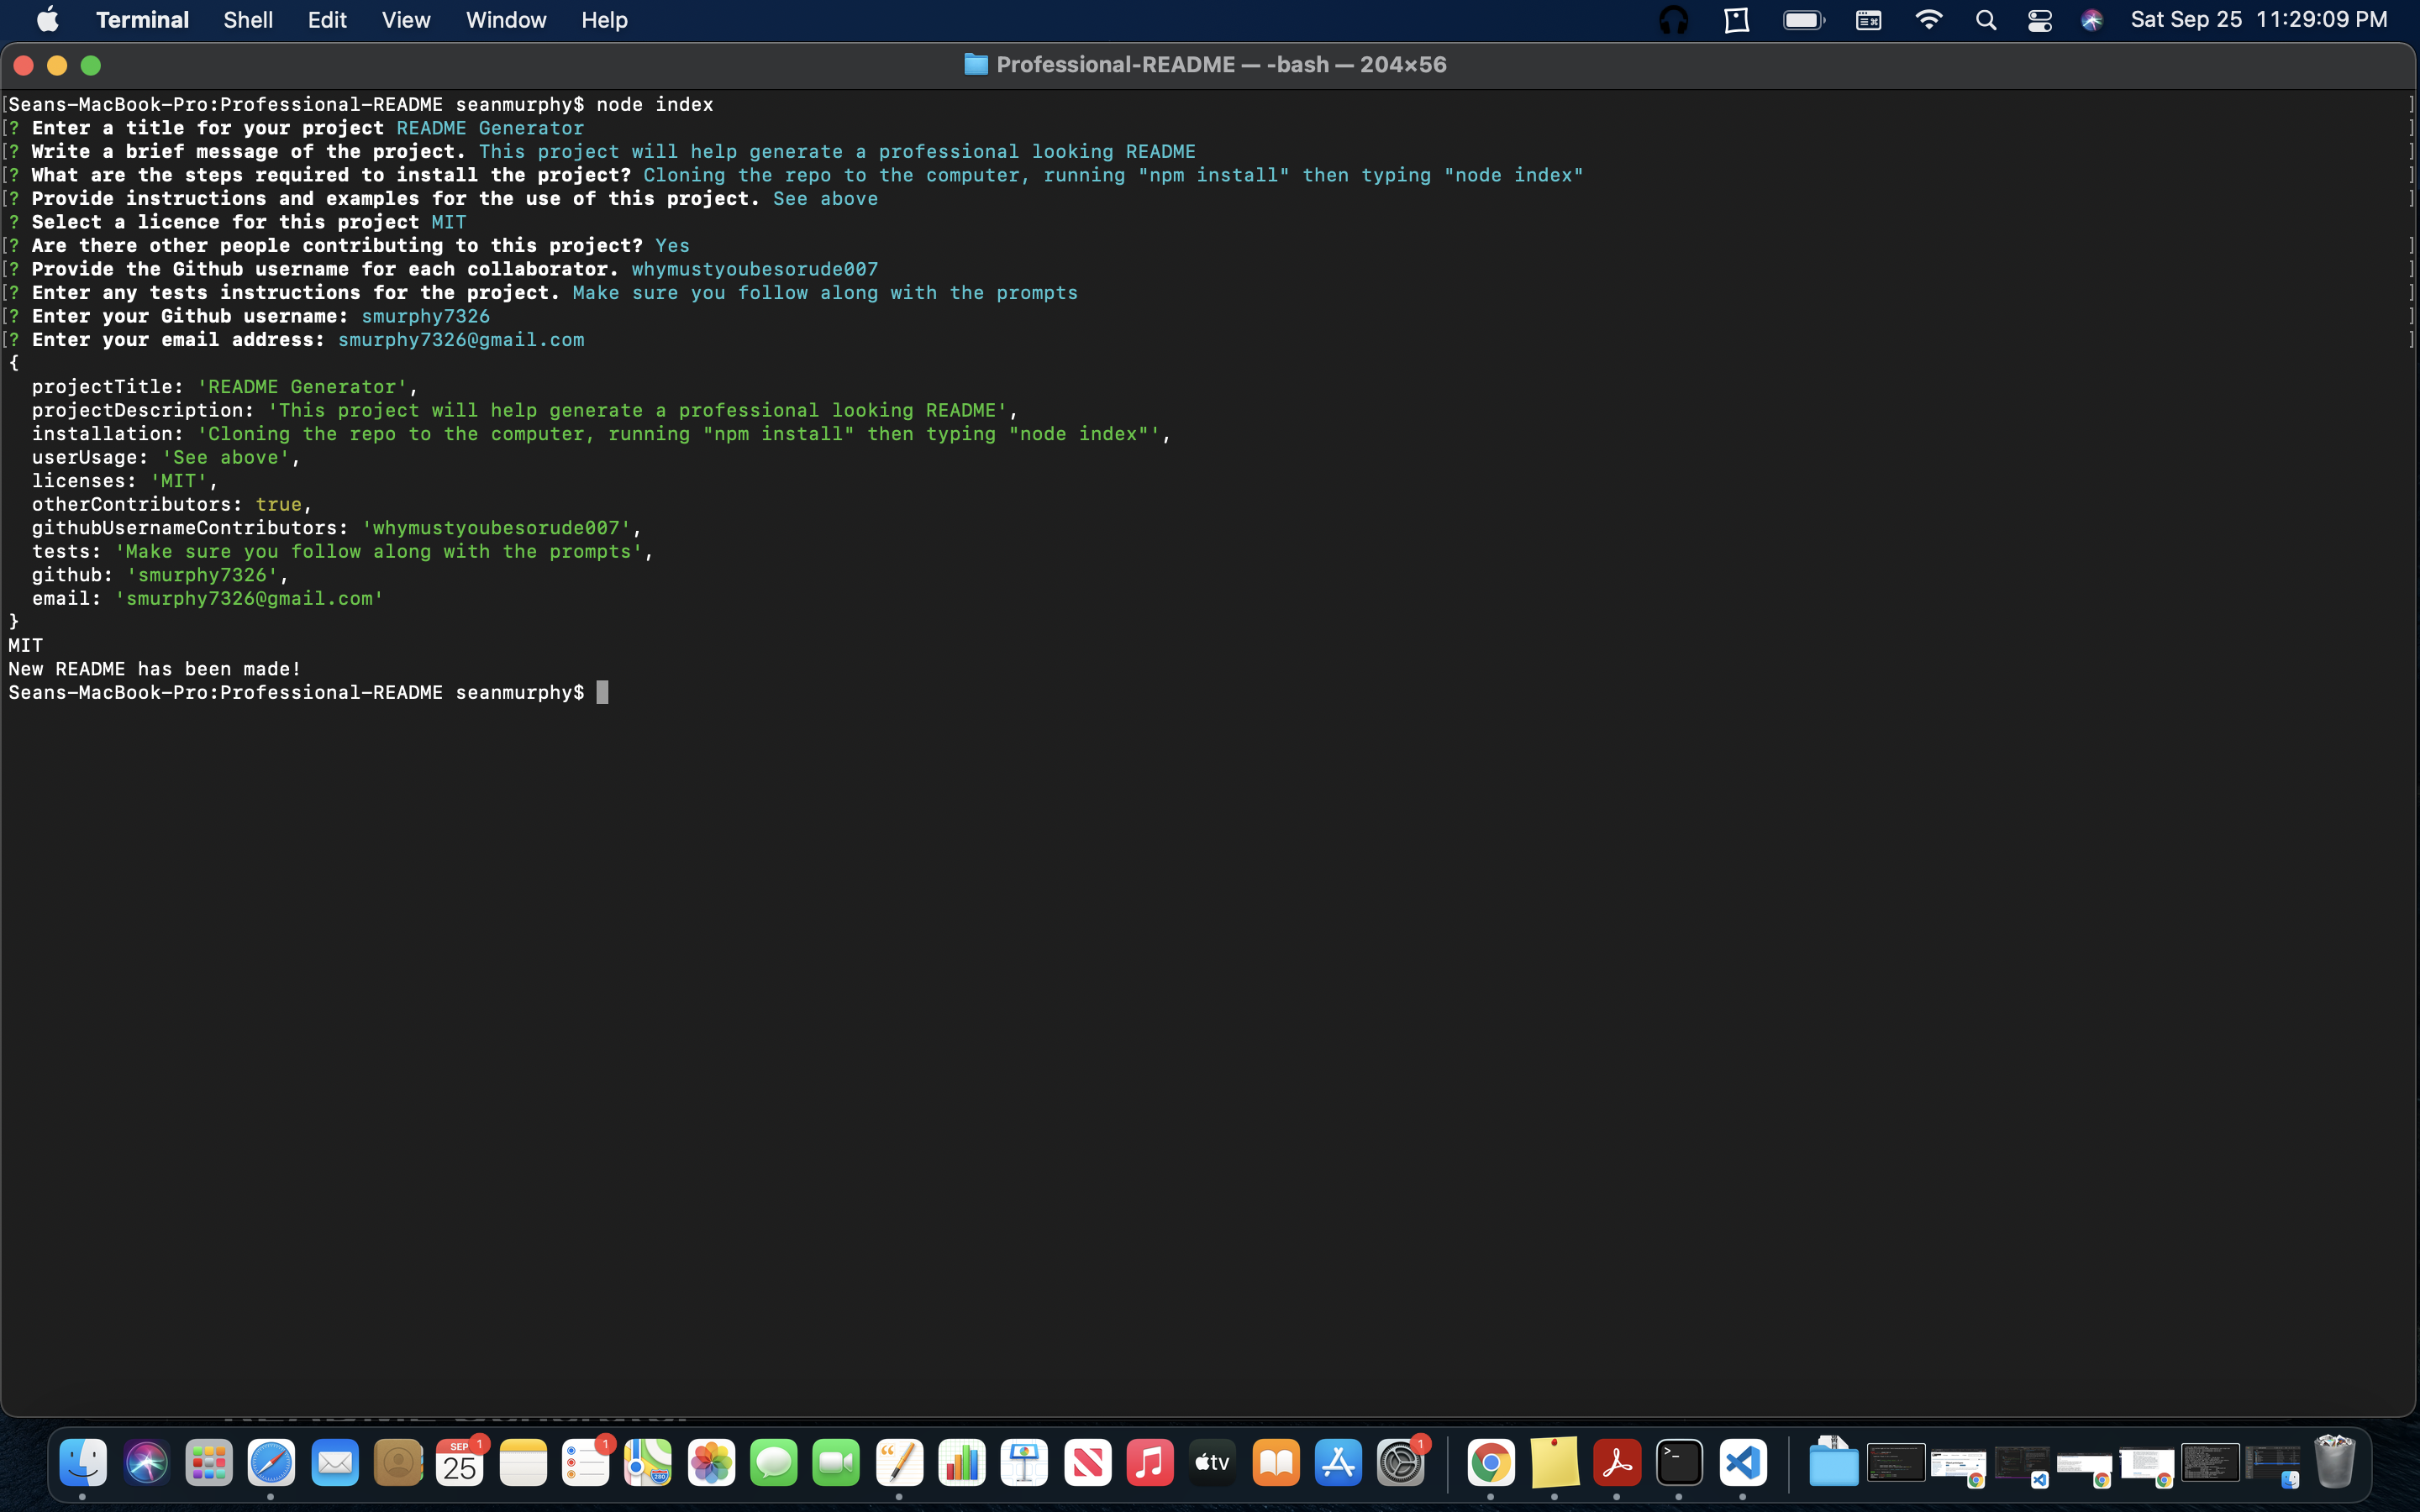 Terminal Shell Edit View Window Help Sat Sep 25 11:29:09 PM
Professional-README — -bash — 204×56
[Seans-MacBook-Pro:Professional-README seanmurphy$ node index ]
[? Enter a title for your project README Generator ]
[? Write a brief message of the project. This project will help generate a professional looking README ]
[? What are the steps required to install the project? Cloning the repo to the computer, running "npm install" then typing "node index" ]
[? Provide instructions and examples for the use of this project. See above ]
? Select a licence for this project MIT
[? Are there other people contributing to this project? Yes ]
[? Provide the Github username for each collaborator. whymustyoubesorude007 ]
[? Enter any tests instructions for the project. Make sure you follow along with the prompts ]
[? Enter your Github username: smurphy7326 ]
[? Enter your email address: smurphy7326@gmail.com ]
{
  projectTitle: 'README Generator',
  projectDescription: 'This project will help generate a professional looking README',
  installation: 'Cloning the repo to the computer, running "npm install" then typing "node index"',
  userUsage: 'See above',
  licenses: 'MIT',
  otherContributors: true,
  githubUsernameContributors: 'whymustyoubesorude007',
  tests: 'Make sure you follow along with the prompts',
  github: 'smurphy7326',
  email: 'smurphy7326@gmail.com'
}
MIT
New README has been made!
Seans-MacBook-Pro:Professional-README seanmurphy$
SEP 1
25
1
280
tv
1
>_